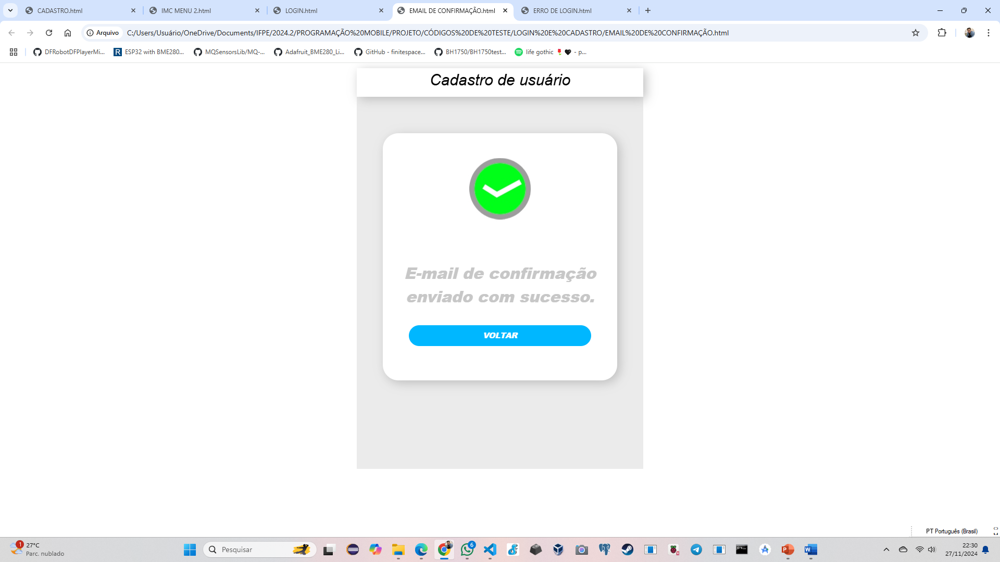 CADASTRO.html
IMC MENU 2.html
LOGIN.html
EMAIL DE CONFIRMAÇÃO.html
ERRO DE LOGIN.html
Arquivo
C:/Users/Usuário/OneDrive/Documents/IFPE/2024.2/PROGRAMAÇÃO%20MOBILE/PROJETO/CÓDIGOS%20DE%20TESTE/LOGIN%20E%20CADASTRO/EMAIL%20DE%20CONFIRMAÇÃO.html
DFRobotDFPlayerMi...
ESP32 with BME280...
MQSensorsLib/MQ-...
Adafruit_BME280_Li...
GitHub - finitespace...
BH1750/BH1750test...
life gothic 🌹🖤 - p...
Cadastro de usuário
E-mail de confirmação
enviado com sucesso.
VOLTAR
PT Português (Brasil)
1
27°C
Parc. nublado
Pesquisar
6
22:30
27/11/2024